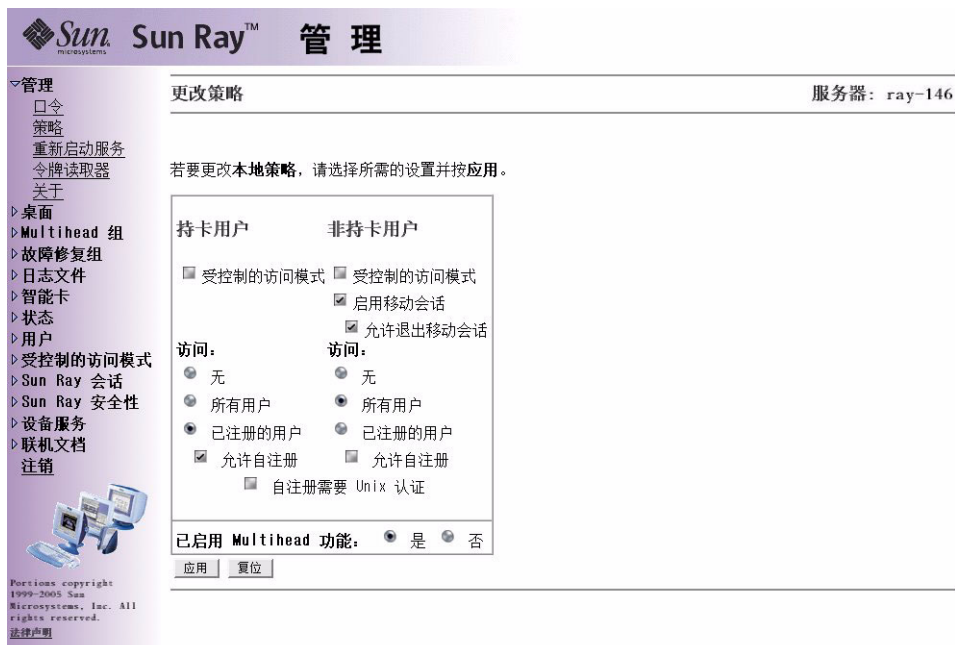 Sun microsystems Sun Ray™ 管 理
管理
口令
策略
重新启动服务
令牌读取器
关于
桌面
Multihead 组
故障修复组
日志文件
智能卡
状态
用户
受控制的访问模式
Sun Ray 会话
Sun Ray 安全性
设备服务
联机文档
注销
Portions copyright
1999-2005 Sun
Microsystems, Inc. All
rights reserved.
法律声明
更改策略 服务器: ray-146
若要更改本地策略，请选择所需的设置并按应用。
持卡用户 非持卡用户
受控制的访问模式 受控制的访问模式
启用移动会话
允许退出移动会话
访问: 访问:
无 无
所有用户 所有用户
已注册的用户 已注册的用户
允许自注册 允许自注册
自注册需要 Unix 认证
已启用 Multihead 功能: 是 否
应用 复位